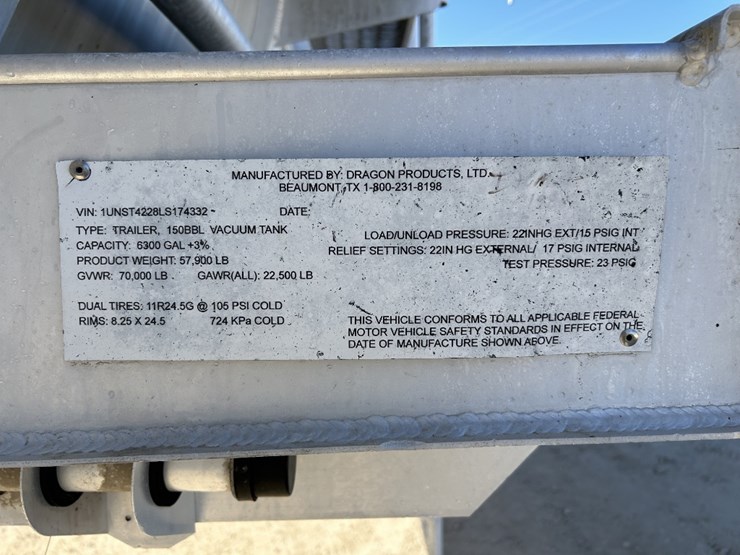 MANUFACTURED BY: DRAGON PRODUCTS, LTD.
BEAUMONT, TX 1-800-231-8198
VIN: 1UNST4228LS174332 DATE:
TYPE: TRAILER, 150BBL VACUUM TANK
CAPACITY: 6300 GAL +3%
PRODUCT WEIGHT: 57,900 LB
GVWR: 70,000 LB GAWR(ALL): 22,500 LB
LOAD/UNLOAD PRESSURE: 22INHG EXT/15 PSIG INT
RELIEF SETTINGS: 22IN HG EXTERNAL/ 17 PSIG INTERNAL
TEST PRESSURE: 23 PSIG
DUAL TIRES: 11R24.5G @ 105 PSI COLD
RIMS: 8.25 X 24.5 724 KPa COLD
THIS VEHICLE CONFORMS TO ALL APPLICABLE FEDERAL
MOTOR VEHICLE SAFETY STANDARDS IN EFFECT ON THE
DATE OF MANUFACTURE SHOWN ABOVE.